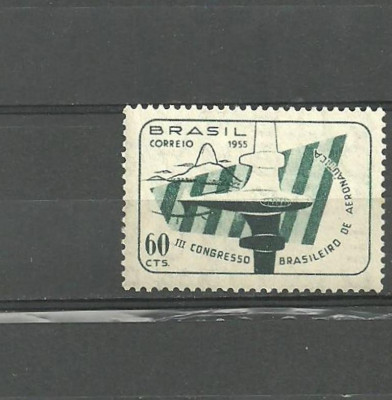 BRASIL
CORREIO 1955
60
CTS.
III CONGRESSO BRASILEIRO DE AERONÁUTICA